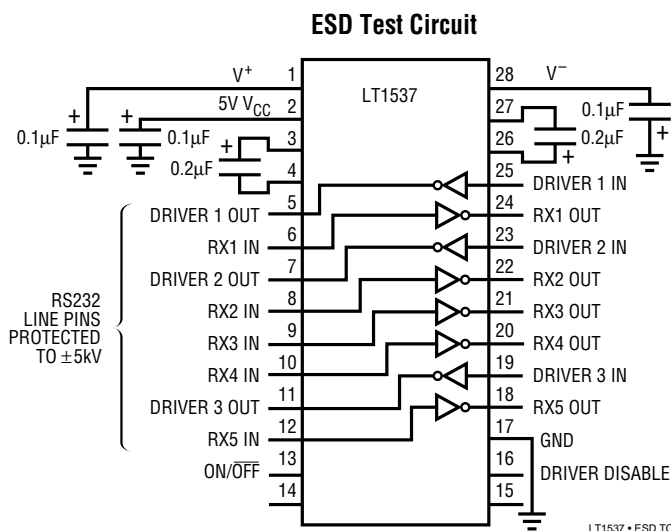 ESD Test Circuit
LT1537
V+ 1
5V VCC 2
3
4
0.1µF + + 0.1µF
+ 0.2µF
DRIVER 1 OUT 5
RX1 IN 6
DRIVER 2 OUT 7
RX2 IN 8
RX3 IN 9
RX4 IN 10
DRIVER 3 OUT 11
RX5 IN 12
ON/OFF 13
14
RS232
LINE PINS
PROTECTED
TO ±5kV
28 V−
27
26
0.1µF +
0.2µF +
25 DRIVER 1 IN
24 RX1 OUT
23 DRIVER 2 IN
22 RX2 OUT
21 RX3 OUT
20 RX4 OUT
19 DRIVER 3 IN
18 RX5 OUT
17 GND
16 DRIVER DISABLE
15
LT1537 • ESD TC